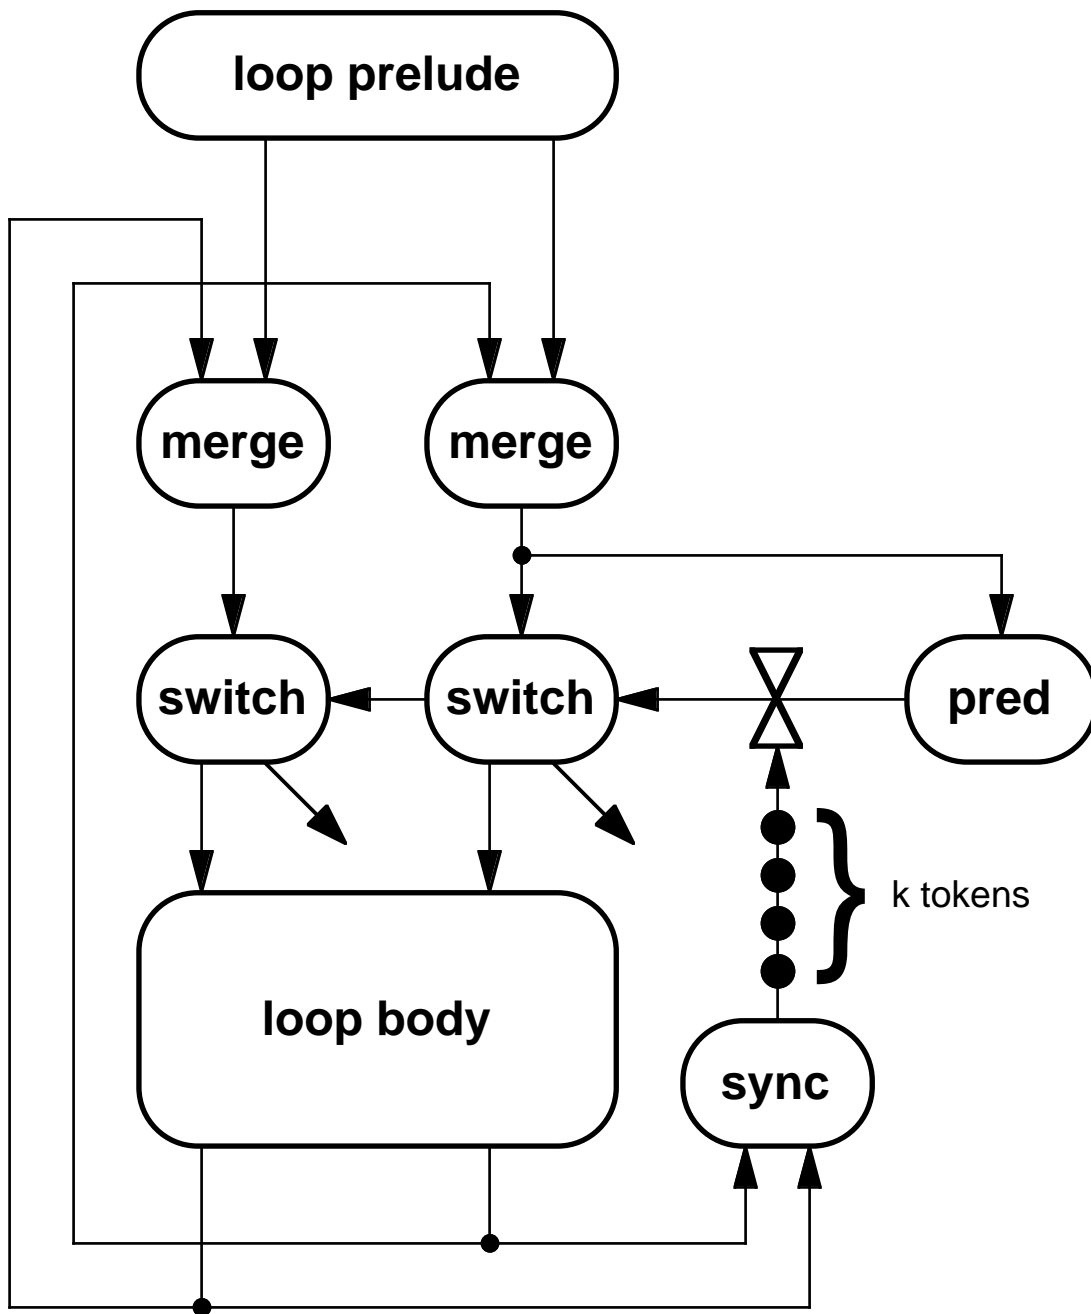 loop prelude
merge
merge
switch
switch
pred
k tokens
loop body
sync